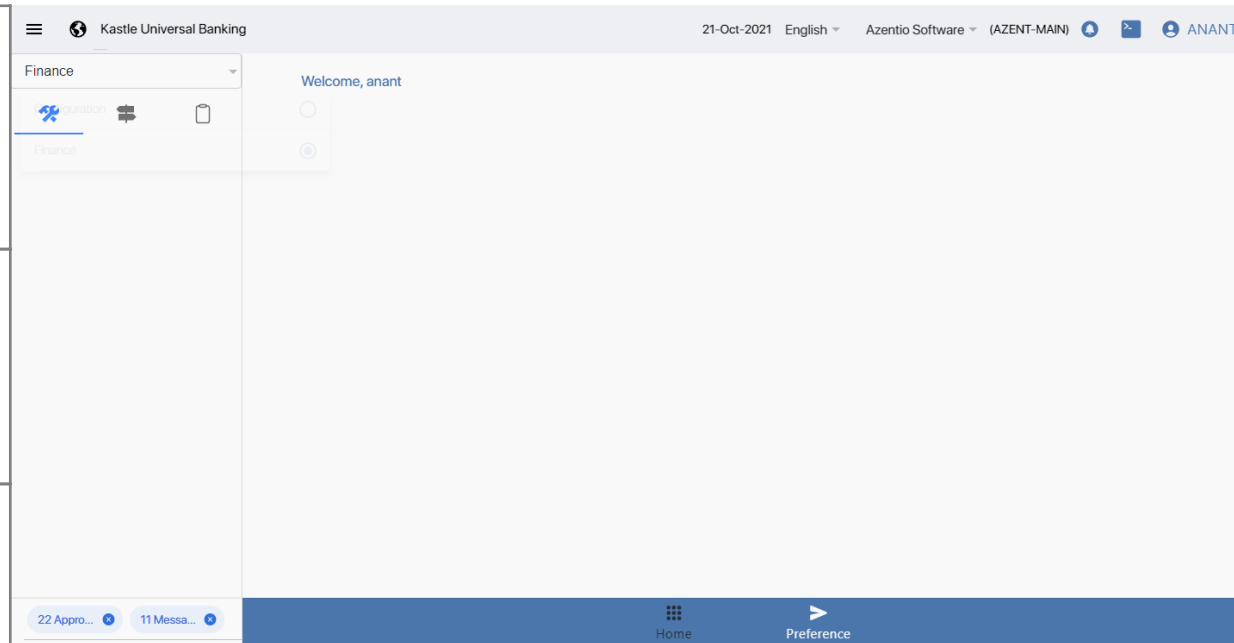 Kastle Universal Banking 21-Oct-2021 English Azentio Software (AZENT-MAIN) ANANT
Finance
Welcome, anant
Finance
22 Appro... 11 Messa...
Home Preference